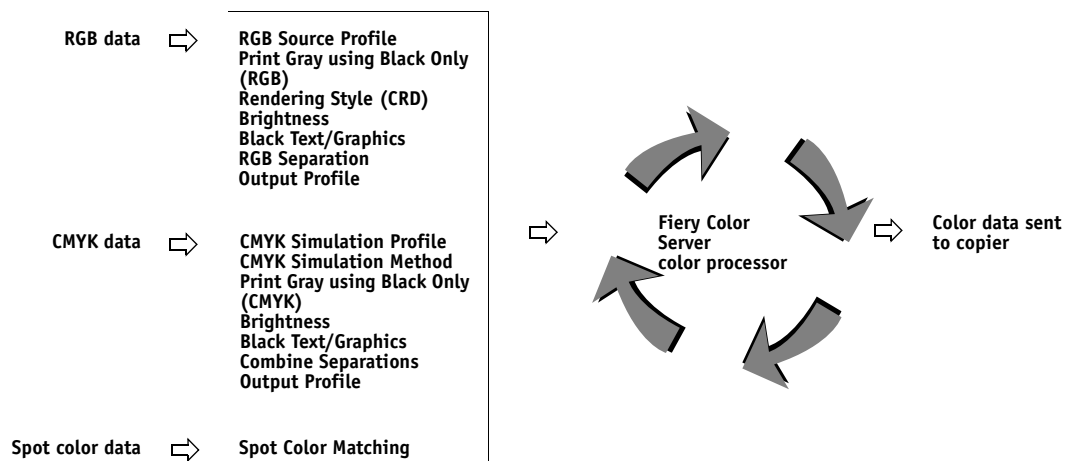 RGB data
RGB Source Profile
Print Gray using Black Only
(RGB)
Rendering Style (CRD)
Brightness
Black Text/Graphics
RGB Separation
Output Profile
CMYK data
CMYK Simulation Profile
CMYK Simulation Method
Print Gray using Black Only
(CMYK)
Brightness
Black Text/Graphics
Combine Separations
Output Profile
Spot color data
Spot Color Matching
Fiery Color
Server
color processor
Color data sent
to copier